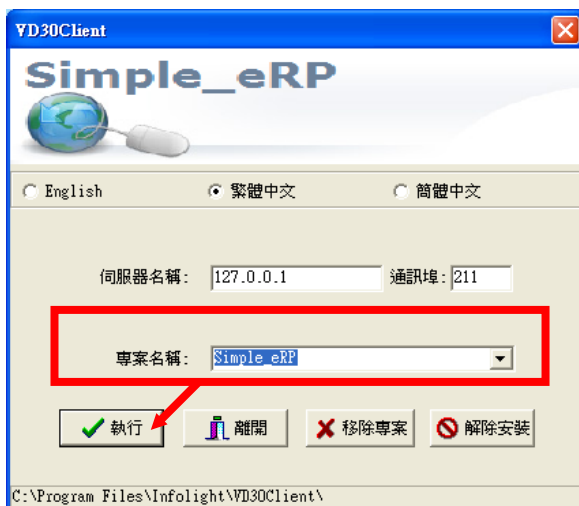 VD30Client
Simple_eRP
English 繁體中文 簡體中文
伺服器名稱: 127.0.0.1 通訊埠: 211
專案名稱: Simple_eRP
執行 離開 移除專案 解除安裝
C:\Program Files\Infolight\VD30Client\